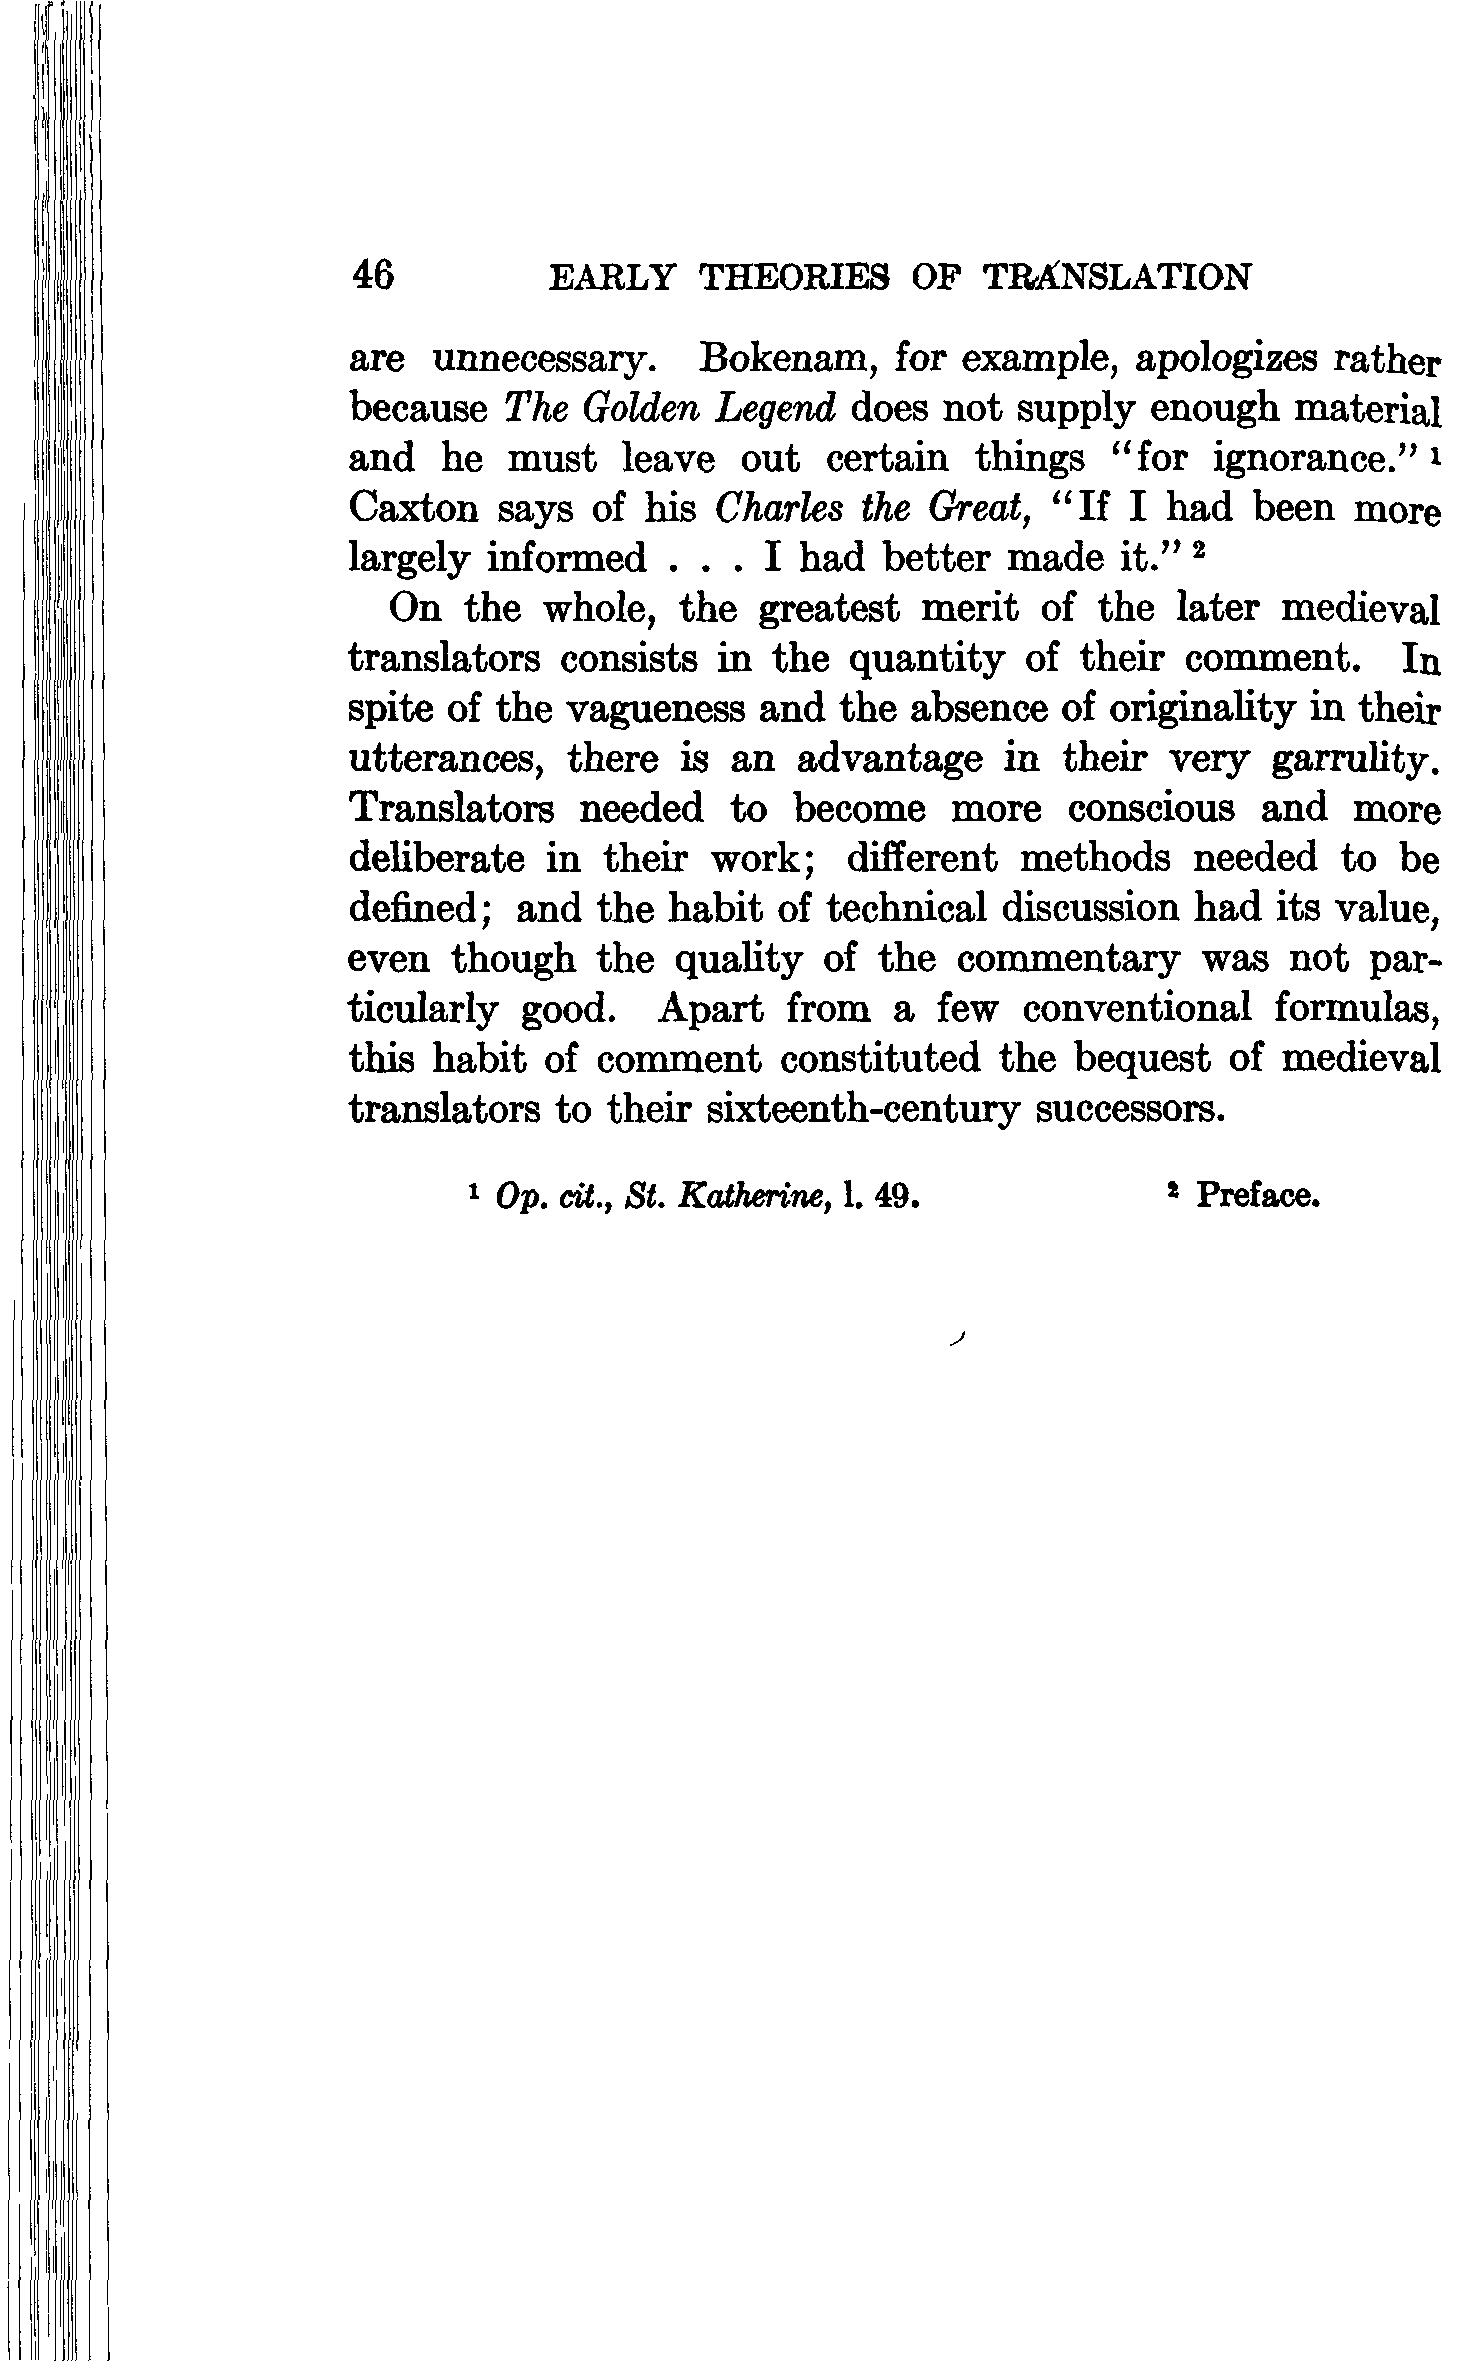 46 EARLY THEORIES OF TRANSLATION
are unnecessary. Bokenam, for example, apologizes rather
because The Golden Legend does not supply enough material
and he must leave out certain things “for ignorance.” ¹
Caxton says of his Charles the Great, “If I had been more
largely informed . . . I had better made it.” ²
On the whole, the greatest merit of the later medieval
translators consists in the quantity of their comment. In
spite of the vagueness and the absence of originality in their
utterances, there is an advantage in their very garrulity.
Translators needed to become more conscious and more
deliberate in their work; different methods needed to be
defined; and the habit of technical discussion had its value,
even though the quality of the commentary was not par-
ticularly good. Apart from a few conventional formulas,
this habit of comment constituted the bequest of medieval
translators to their sixteenth-century successors.
¹ Op. cit., St. Katherine, l. 49. ² Preface.